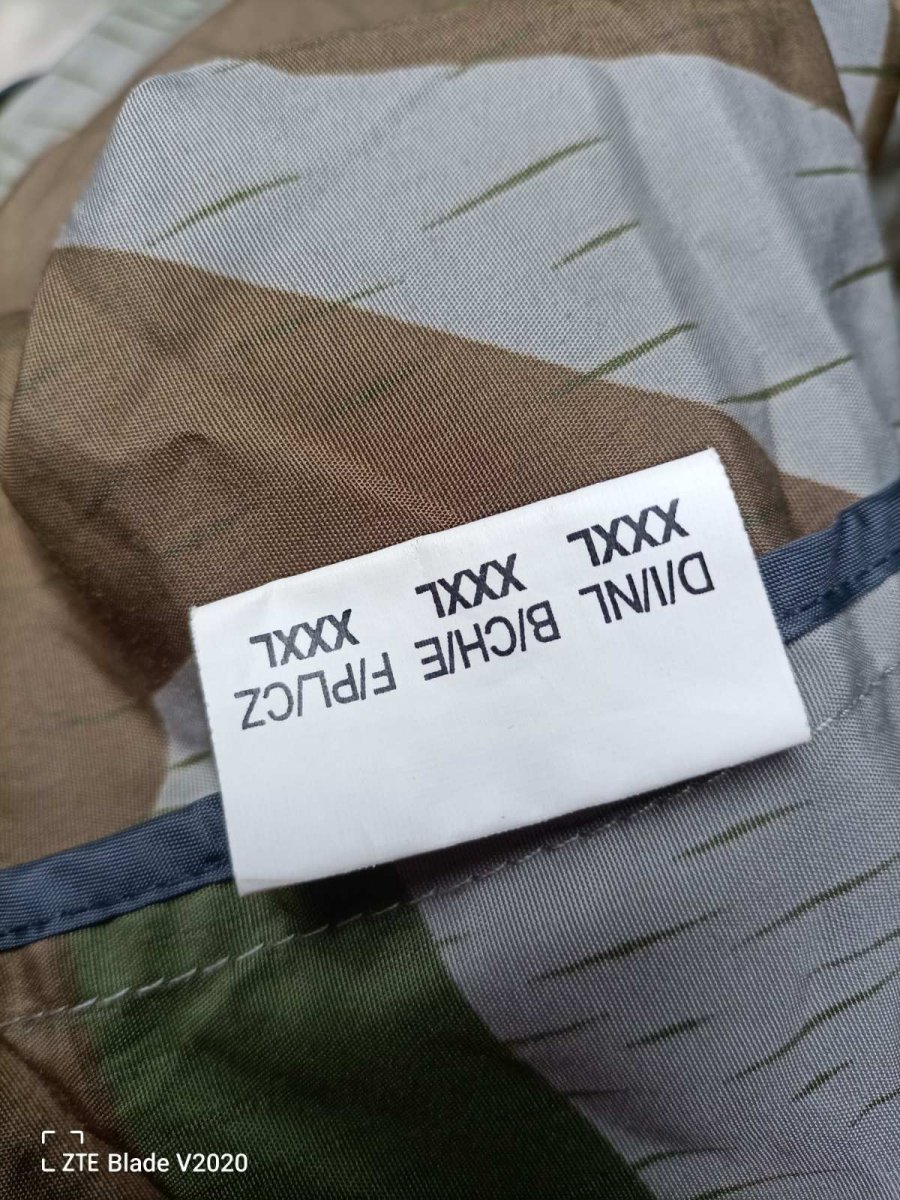 D/I/NL B/CH/E F/PL/CZ
XXXL XXXL XXXL
ZTE Blade V2020